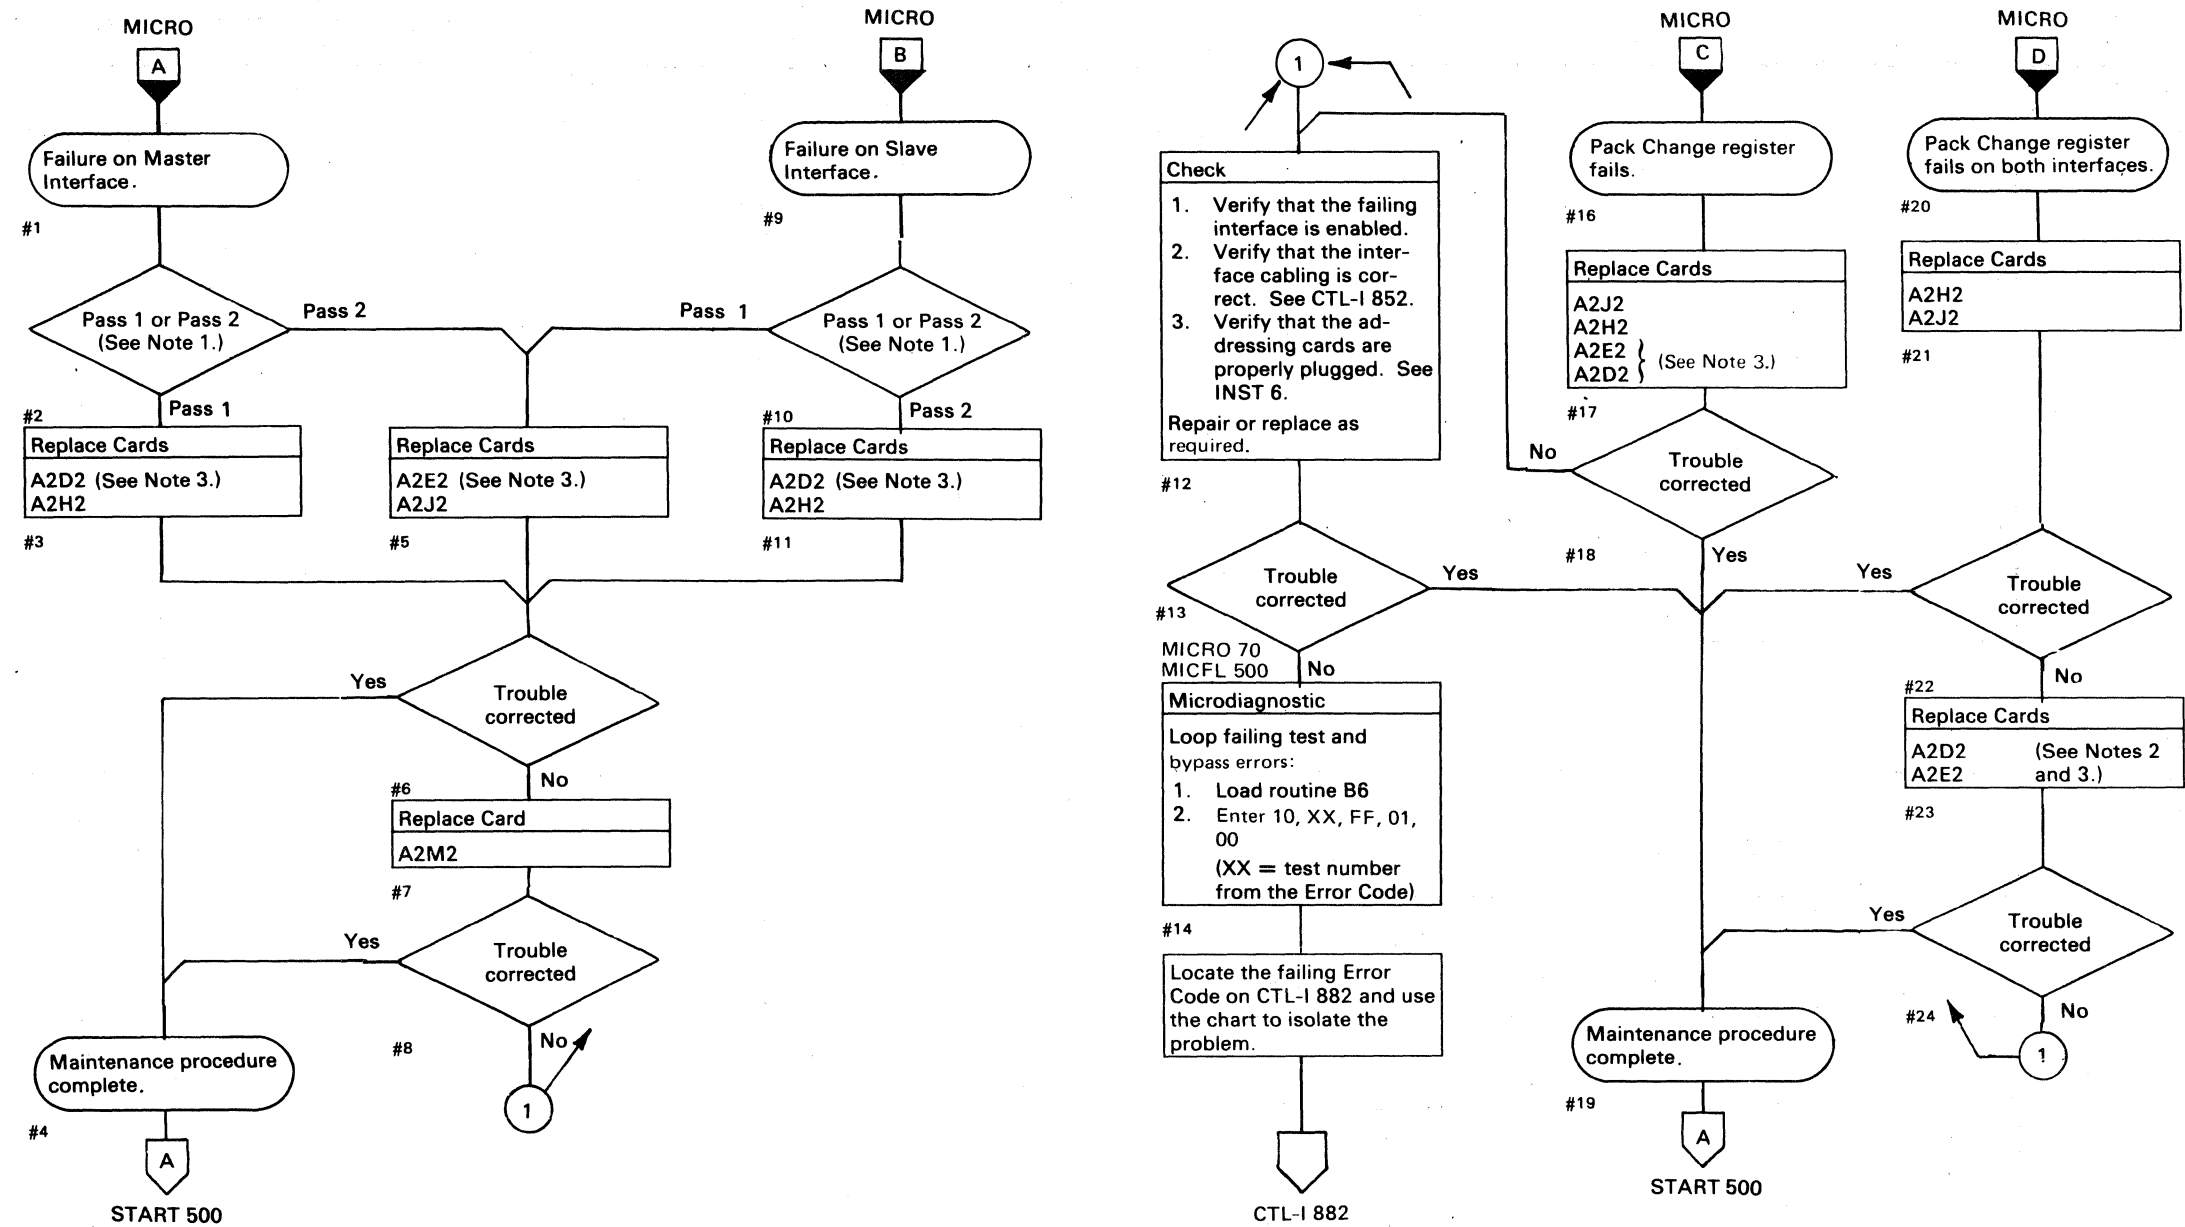 MICRO
A
Failure on Master
Interface.
#1
Pass 1 or Pass 2
(See Note 1.)
Pass 2
Pass 1
#2
Replace Cards
A2D2 (See Note 3.)
A2H2
#3
Replace Cards
A2E2 (See Note 3.)
A2J2
#5
MICRO
B
Failure on Slave
Interface.
#9
Pass 1
Pass 1 or Pass 2
(See Note 1.)
Pass 2
#10
Replace Cards
A2D2 (See Note 3.)
A2H2
#11
Yes
Trouble
corrected
No
#6
Replace Card
A2M2
#7
Yes
Trouble
corrected
No
#8
1
Maintenance procedure
complete.
#4
A
START 500
1
Check
1. Verify that the failing
interface is enabled.
2. Verify that the inter-
face cabling is cor-
rect. See CTL-I 852.
3. Verify that the ad-
dressing cards are
properly plugged. See
INST 6.
Repair or replace as
required.
#12
Trouble
corrected
Yes
#13
No
MICRO 70
MICFL 500
Microdiagnostic
Loop failing test and
bypass errors:
1. Load routine B6
2. Enter 10, XX, FF, 01,
00
(XX = test number
from the Error Code)
#14
Locate the failing Error
Code on CTL-I 882 and use
the chart to isolate the
problem.
CTL-I 882
MICRO
C
Pack Change register
fails.
#16
Replace Cards
A2J2
A2H2
A2E2
A2D2
(See Note 3.)
#17
No
Trouble
corrected
#18
Yes
Maintenance procedure
complete.
#19
A
START 500
MICRO
D
Pack Change register
fails on both interfaces.
#20
Replace Cards
A2H2
A2J2
#21
Yes
Trouble
corrected
No
#22
Replace Cards
A2D2 (See Notes 2
A2E2 and 3.)
#23
Yes
Trouble
corrected
#24
No
1